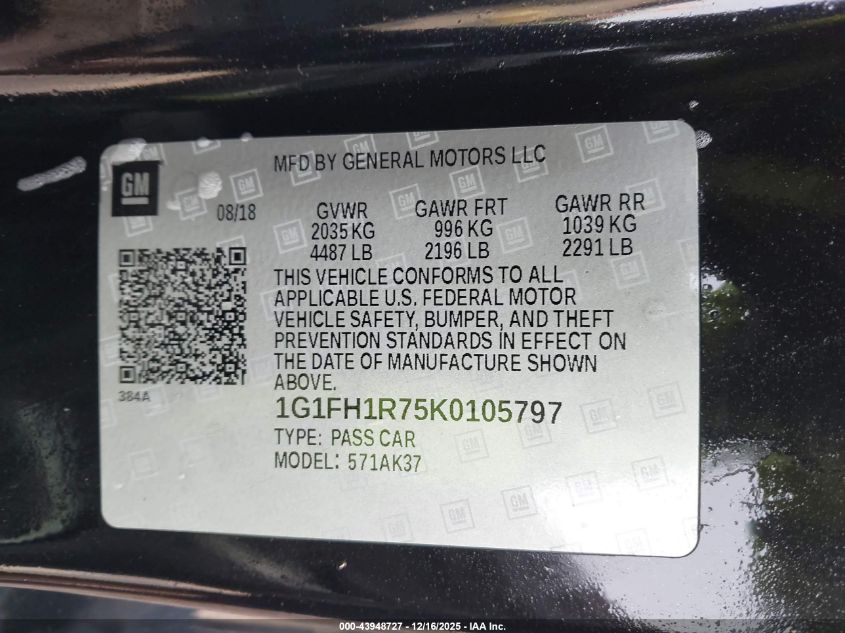 GM
MFD BY GENERAL MOTORS LLC
08/18
GVWR GAWR FRT GAWR RR
2035 KG 996 KG 1039 KG
4487 LB 2196 LB 2291 LB
THIS VEHICLE CONFORMS TO ALL
APPLICABLE U.S. FEDERAL MOTOR
VEHICLE SAFETY, BUMPER, AND THEFT
PREVENTION STANDARDS IN EFFECT ON
THE DATE OF MANUFACTURE SHOWN
ABOVE.
384A
1G1FH1R75K0105797
TYPE: PASS CAR
MODEL: 571AK37
000-43948727 - 12/16/2025 - IAA Inc.